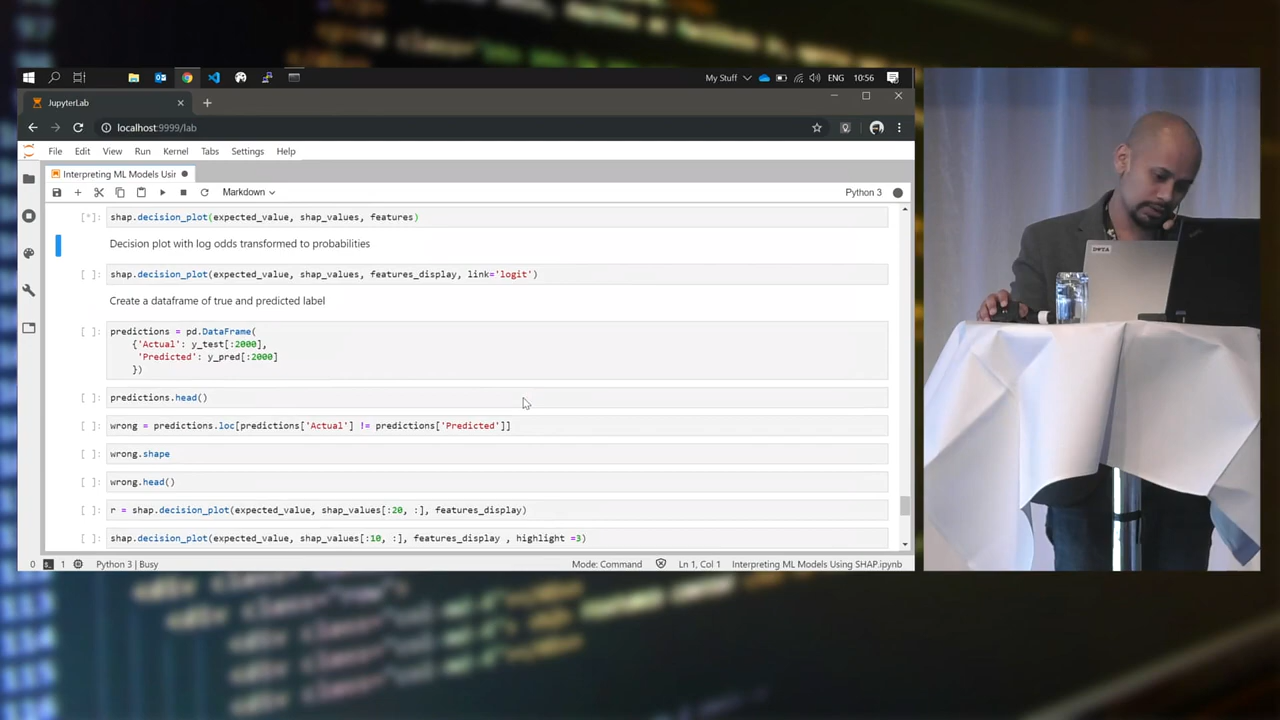 My Stuff ENG 10:56
JupyterLab
localhost:9999/lab
File Edit View Run Kernel Tabs Settings Help
Interpreting ML Models Usin
Markdown Python 3
[*]: shap.decision_plot(expected_value, shap_values, features)
Decision plot with log odds transformed to probabilities
[ ]: shap.decision_plot(expected_value, shap_values, features_display, link='logit')
Create a dataframe of true and predicted label
[ ]: predictions = pd.DataFrame(
{'Actual': y_test[:2000],
'Predicted': y_pred[:2000]
})
[ ]: predictions.head()
[ ]: wrong = predictions.loc[predictions['Actual'] != predictions['Predicted']]
[ ]: wrong.shape
[ ]: wrong.head()
[ ]: r = shap.decision_plot(expected_value, shap_values[:20, :], features_display)
[ ]: shap.decision_plot(expected_value, shap_values[:10, :], features_display , highlight =3)
0 1 Python 3 | Busy Mode: Command Ln 1, Col 1 Interpreting ML Models Using SHAP.ipynb